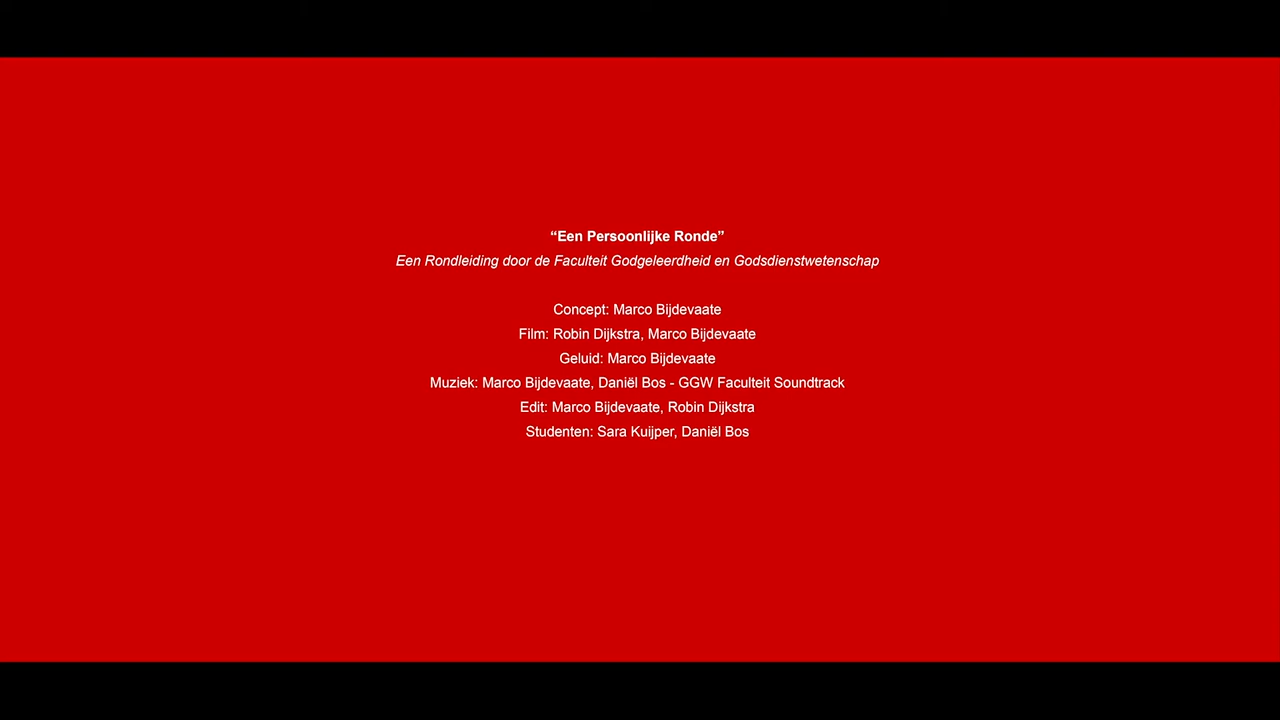 “Een Persoonlijke Ronde”
Een Rondleiding door de Faculteit Godgeleerdheid en Godsdienstwetenschap
Concept: Marco Bijdevaate
Film: Robin Dijkstra, Marco Bijdevaate
Geluid: Marco Bijdevaate
Muziek: Marco Bijdevaate, Daniël Bos - GGW Faculteit Soundtrack
Edit: Marco Bijdevaate, Robin Dijkstra
Studenten: Sara Kuijper, Daniël Bos